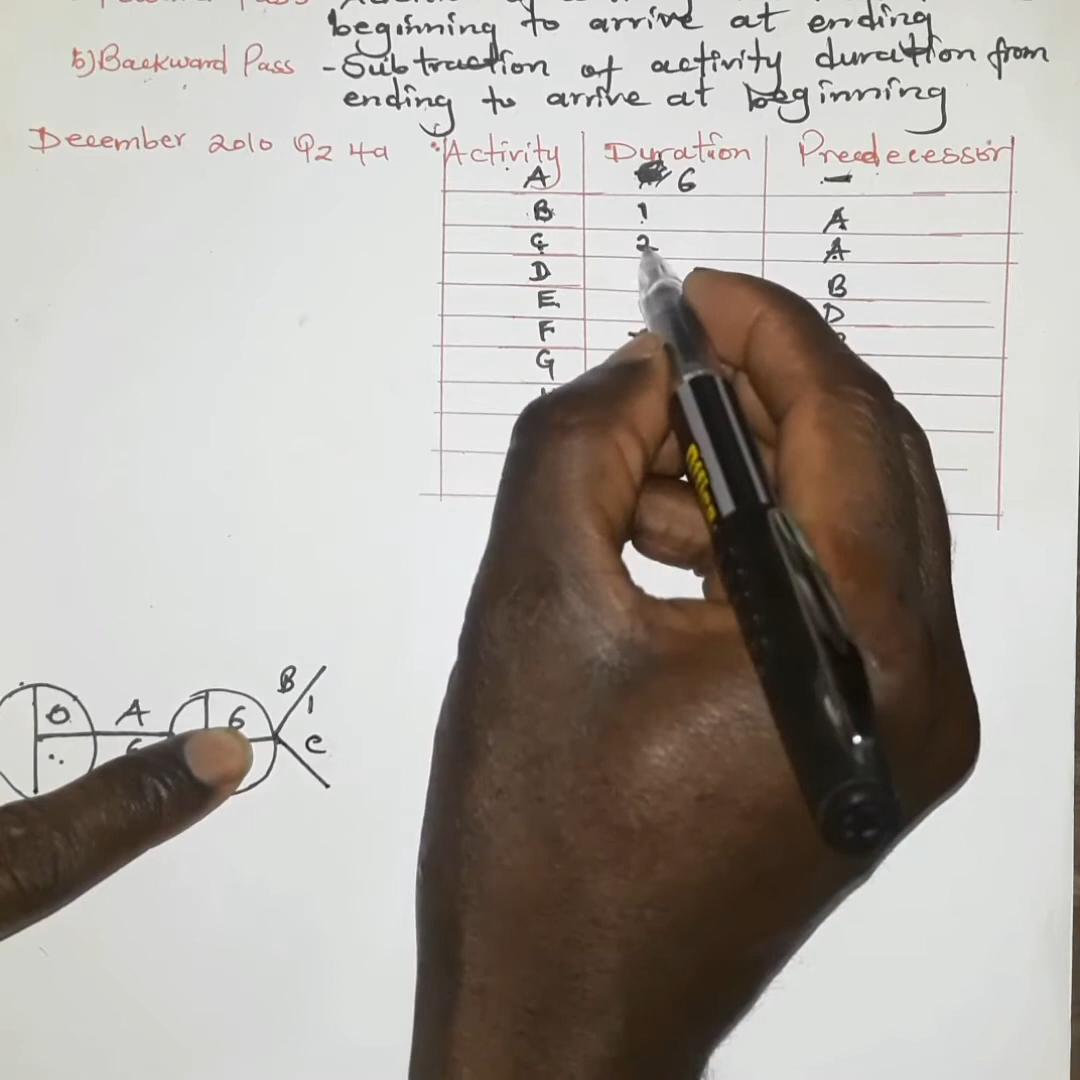 beginning to arrive at ending
b) Backward Pass - Subtraction of activity duration from
ending to arrive at beginning
December 2010 Q2 4a
Activity Duration Predecessor
A 6 -
B 1 A
C 2 A
D B
E D
F
G
0 A 6 B 1
C